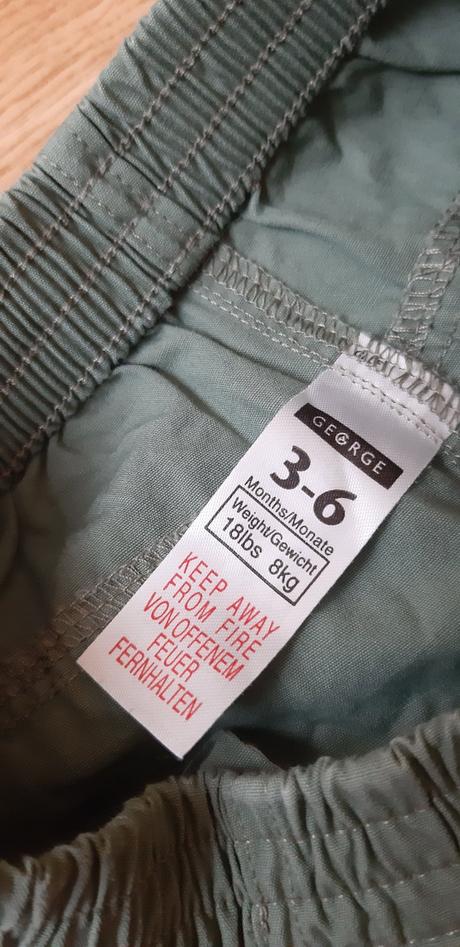 GEORGE
3-6
Months/Monate
Weight/Gewicht
18lbs 8kg
KEEP AWAY
FROM FIRE
VON OFFENEM
FEUER
FERNHALTEN